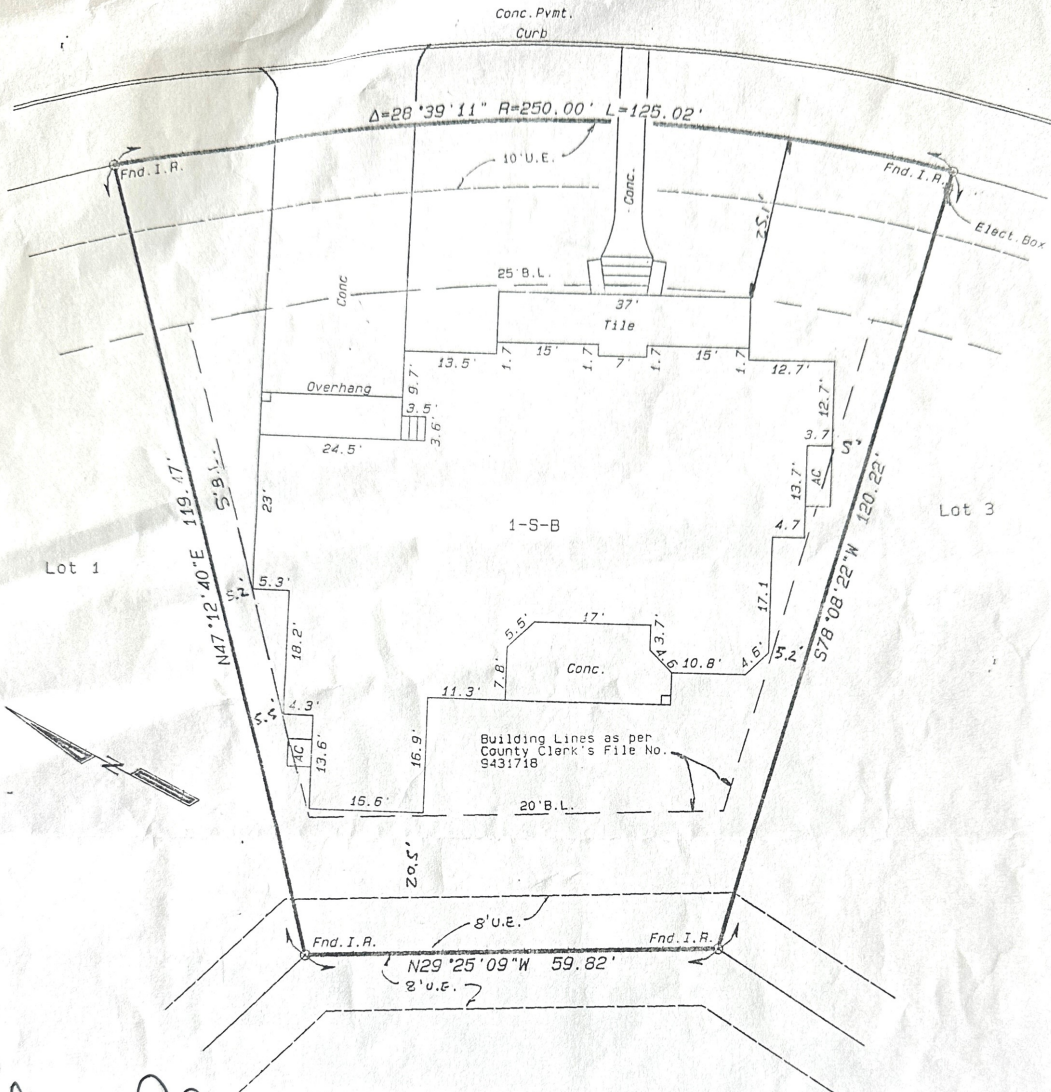 Conc.Pvmt.
Curb
Δ=28°39'11" R=250.00' L=125.02'
Fnd.I.R.
10'U.E.
Fnd.I.R.
Conc.
25.1'
Elect.Box
25'B.L.
Conc
37'
Tile
13.5'
1.7
15'
1.7
7'
1.7
15'
1.7
12.7'
9.7'
12.7'
Overhang
3.5'
3.6'
24.5'
3.7
5'
13.7'
AC
5'B.L.
119.47'
23'
1-S-B
120.22'
Lot 3
4.7
Lot 1
N47°12'40"E
5.2'
5.3'
18.2'
17.1
S78°08'22"W
17'
5.5'
3.7'
7.8'
Conc.
10.8'
4.6'
5.2'
11.3'
5.5'
4.3'
AC
13.6'
16.9'
Building Lines as per
County Clerk's File No.
9431718
N
15.6'
20'B.L.
20.5'
8'U.E.
Fnd.I.R.
Fnd.I.R.
N29°25'09"W 59.82'
8'U.E.